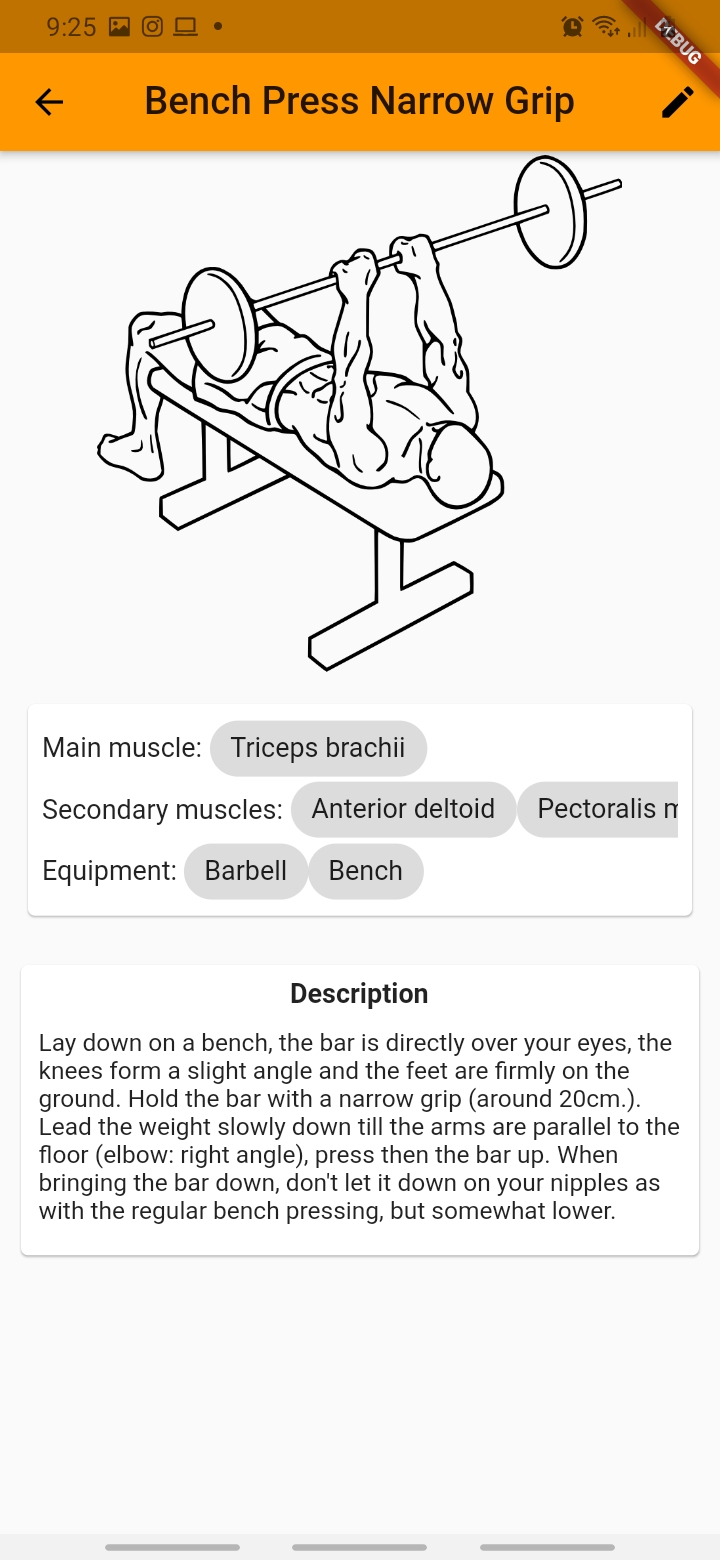 9:25
DEBUG
Bench Press Narrow Grip
Main muscle: Triceps brachii
Secondary muscles: Anterior deltoid Pectoralis
Equipment: Barbell Bench
Description
Lay down on a bench, the bar is directly over your eyes, the
knees form a slight angle and the feet are firmly on the
ground. Hold the bar with a narrow grip (around 20cm.).
Lead the weight slowly down till the arms are parallel to the
floor (elbow: right angle), press then the bar up. When
bringing the bar down, don't let it down on your nipples as
with the regular bench pressing, but somewhat lower.